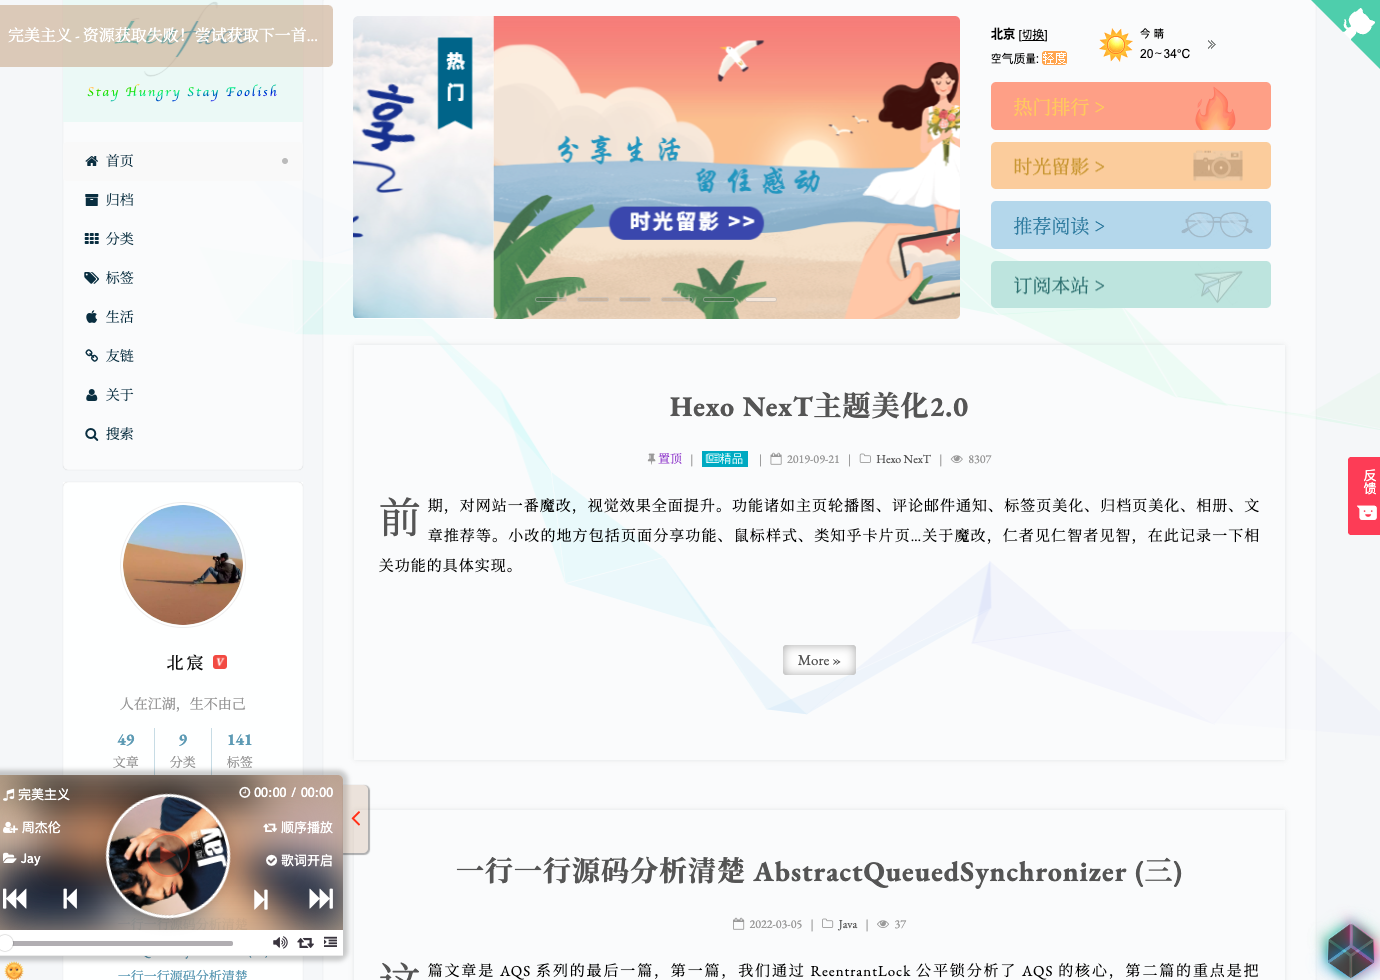 完美主义 - 资源获取失败！尝试获取下一首...
Stay Hungry Stay Foolish
首页
归档
分类
标签
生活
友链
关于
搜索
热门
享
分享生活
留住感动
时光留影 >>
北京 [切换]
空气质量: 轻度
今 晴
20~34°C
热门排行 >
时光留影 >
推荐阅读 >
订阅本站 >
Hexo NexT主题美化2.0
置顶 | 精品 | 2019-09-21 | Hexo NexT | 8307
前期，对网站一番魔改，视觉效果全面提升。功能诸如主页轮播图、评论邮件通知、标签页美化、归档页美化、相册、文
章推荐等。小改的地方包括页面分享功能、鼠标样式、类知乎卡片页...关于魔改，仁者见仁智者见智，在此记录一下相
关功能的具体实现。
More »
反馈
北宸 V
人在江湖，生不由己
49 9 141
文章 分类 标签
完美主义
00:00 / 00:00
周杰伦
顺序播放
Jay
歌词开启
一行一行源码分析清楚
一行一行源码分析清楚 AbstractQueuedSynchronizer (三)
2022-03-05 | Java | 37
这篇文章是 AQS 系列的最后一篇，第一篇，我们通过 ReentrantLock 公平锁分析了 AQS 的核心，第二篇的重点是把